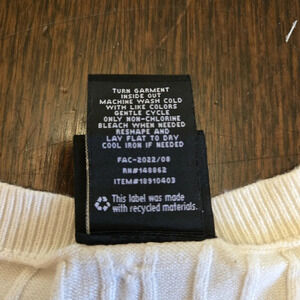 TURN GARMENT
INSIDE OUT
MACHINE WASH COLD
WITH LIKE COLORS
GENTLE CYCLE
ONLY NON-CHLORINE
BLEACH WHEN NEEDED
RESHAPE AND
LAY FLAT TO DRY
COOL IRON IF NEEDED
FAC-2022/08
RN#148862
ITEM#18910403
This label was made
with recycled materials.